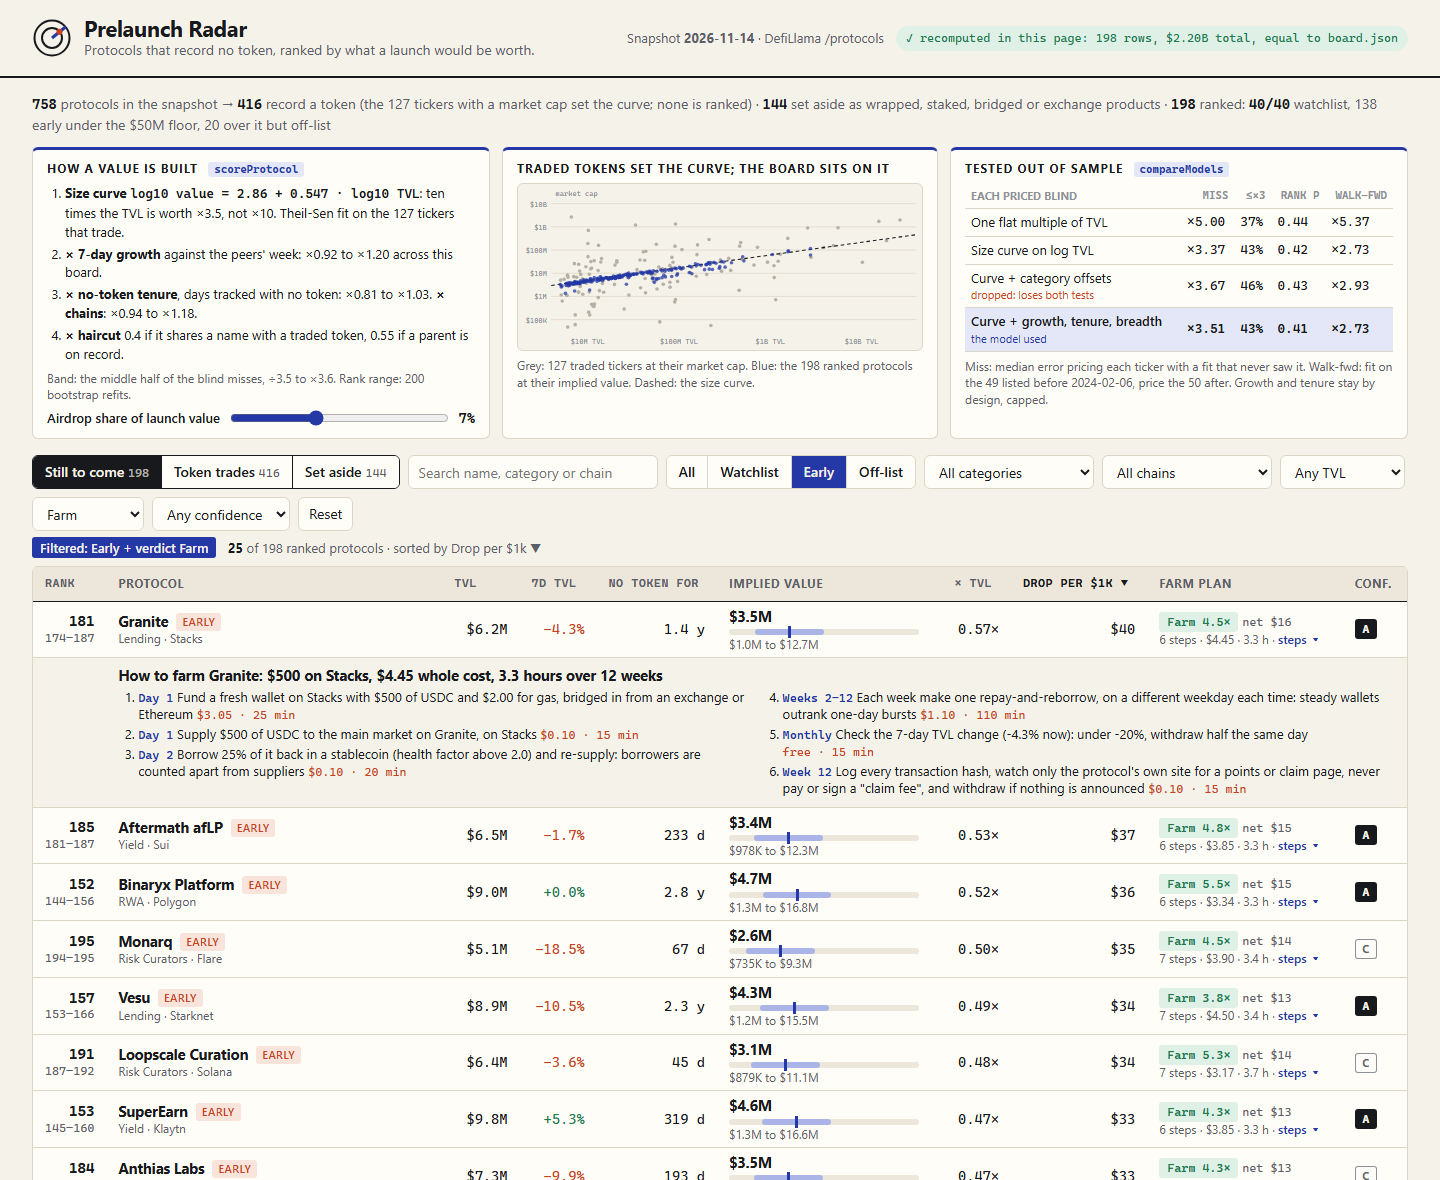 Prelaunch Radar
Protocols that record no token, ranked by what a launch would be worth.
Snapshot 2026-11-14 · DefiLlama /protocols
✓ recomputed in this page: 198 rows, $2.20B total, equal to board.json
758 protocols in the snapshot → 416 record a token (the 127 tickers with a market cap set the curve; none is ranked) · 144 set aside as wrapped, staked, bridged or exchange products · 198 ranked: 40/40 watchlist, 138
early under the $50M floor, 20 over it but off-list
HOW A VALUE IS BUILT scoreProtocol
1. Size curve log10 value = 2.86 + 0.547 · log10 TVL: ten
times the TVL is worth ×3.5, not ×10. Theil-Sen fit on the 127 tickers
that trade.
2. × 7-day growth against the peers' week: ×0.92 to ×1.20 across this
board.
3. × no-token tenure, days tracked with no token: ×0.81 to ×1.03. ×
chains: ×0.94 to ×1.18.
4. × haircut 0.4 if it shares a name with a traded token, 0.55 if a parent is
on record.
Band: the middle half of the blind misses, ÷3.5 to ×3.6. Rank range: 200
bootstrap refits.
Airdrop share of launch value 7%
TRADED TOKENS SET THE CURVE; THE BOARD SITS ON IT
market cap
$10B
$1B
$100M
$10M
$1M
$100K
$10M TVL $100M TVL $1B TVL $10B TVL
Grey: 127 traded tickers at their market cap. Blue: the 198 ranked protocols
at their implied value. Dashed: the size curve.
TESTED OUT OF SAMPLE compareModels
EACH PRICED BLIND MISS ≤×3 RANK P WALK-FWD
One flat multiple of TVL ×5.00 37% 0.44 ×5.37
Size curve on log TVL ×3.37 43% 0.42 ×2.73
Curve + category offsets ×3.67 46% 0.43 ×2.93
dropped: loses both tests
Curve + growth, tenure, breadth ×3.51 43% 0.41 ×2.73
the model used
Miss: median error pricing each ticker with a fit that never saw it. Walk-fwd: fit on
the 49 listed before 2024-02-06, price the 50 after. Growth and tenure stay by
design, capped.
Still to come 198 Token trades 416 Set aside 144 Search name, category or chain All Watchlist Early Off-list All categories All chains Any TVL
Farm Any confidence Reset
Filtered: Early + verdict Farm 25 of 198 ranked protocols · sorted by Drop per $1k ▼
RANK PROTOCOL TVL 7D TVL NO TOKEN FOR IMPLIED VALUE × TVL DROP PER $1K ▼ FARM PLAN CONF.
181 Granite EARLY $6.2M −4.3% 1.4 y $3.5M 0.57× $40 Farm 4.5× net $16 A
174–187 Lending · Stacks $1.0M to $12.7M 6 steps · $4.45 · 3.3 h · steps ▾
How to farm Granite: $500 on Stacks, $4.45 whole cost, 3.3 hours over 12 weeks
1. Day 1 Fund a fresh wallet on Stacks with $500 of USDC and $2.00 for gas, bridged in from an exchange or
Ethereum $3.05 · 25 min
2. Day 1 Supply $500 of USDC to the main market on Granite, on Stacks $0.10 · 15 min
3. Day 2 Borrow 25% of it back in a stablecoin (health factor above 2.0) and re-supply: borrowers are
counted apart from suppliers $0.10 · 20 min
4. Weeks 2–12 Each week make one repay-and-reborrow, on a different weekday each time: steady wallets
outrank one-day bursts $1.10 · 110 min
5. Monthly Check the 7-day TVL change (-4.3% now): under -20%, withdraw half the same day
free · 15 min
6. Week 12 Log every transaction hash, watch only the protocol's own site for a points or claim page, never
pay or sign a "claim fee", and withdraw if nothing is announced $0.10 · 15 min
185 Aftermath afLP EARLY $6.5M −1.7% 233 d $3.4M 0.53× $37 Farm 4.8× net $15 A
181–187 Yield · Sui $978K to $12.3M 6 steps · $3.85 · 3.3 h · steps ▾
152 Binaryx Platform EARLY $9.0M +0.0% 2.8 y $4.7M 0.52× $36 Farm 5.5× net $15 A
144–156 RWA · Polygon $1.3M to $16.8M 6 steps · $3.34 · 3.3 h · steps ▾
195 Monarq EARLY $5.1M −18.5% 67 d $2.6M 0.50× $35 Farm 4.5× net $14 C
194–195 Risk Curators · Flare $735K to $9.3M 7 steps · $3.90 · 3.4 h · steps ▾
157 Vesu EARLY $8.9M −10.5% 2.3 y $4.3M 0.49× $34 Farm 3.8× net $13 A
153–166 Lending · Starknet $1.2M to $15.5M 7 steps · $4.50 · 3.4 h · steps ▾
191 Loopscale Curation EARLY $6.4M −3.6% 45 d $3.1M 0.48× $34 Farm 5.3× net $14 C
187–192 Risk Curators · Solana $879K to $11.1M 7 steps · $3.17 · 3.7 h · steps ▾
153 SuperEarn EARLY $9.8M +5.3% 319 d $4.6M 0.47× $33 Farm 4.3× net $13 A
145–160 Yield · Klaytn $1.3M to $16.6M 6 steps · $3.85 · 3.3 h · steps ▾
184 Anthias Labs EARLY $7.3M −9.9% 193 d $3.5M 0.47× $33 Farm 4.3× net $13 C